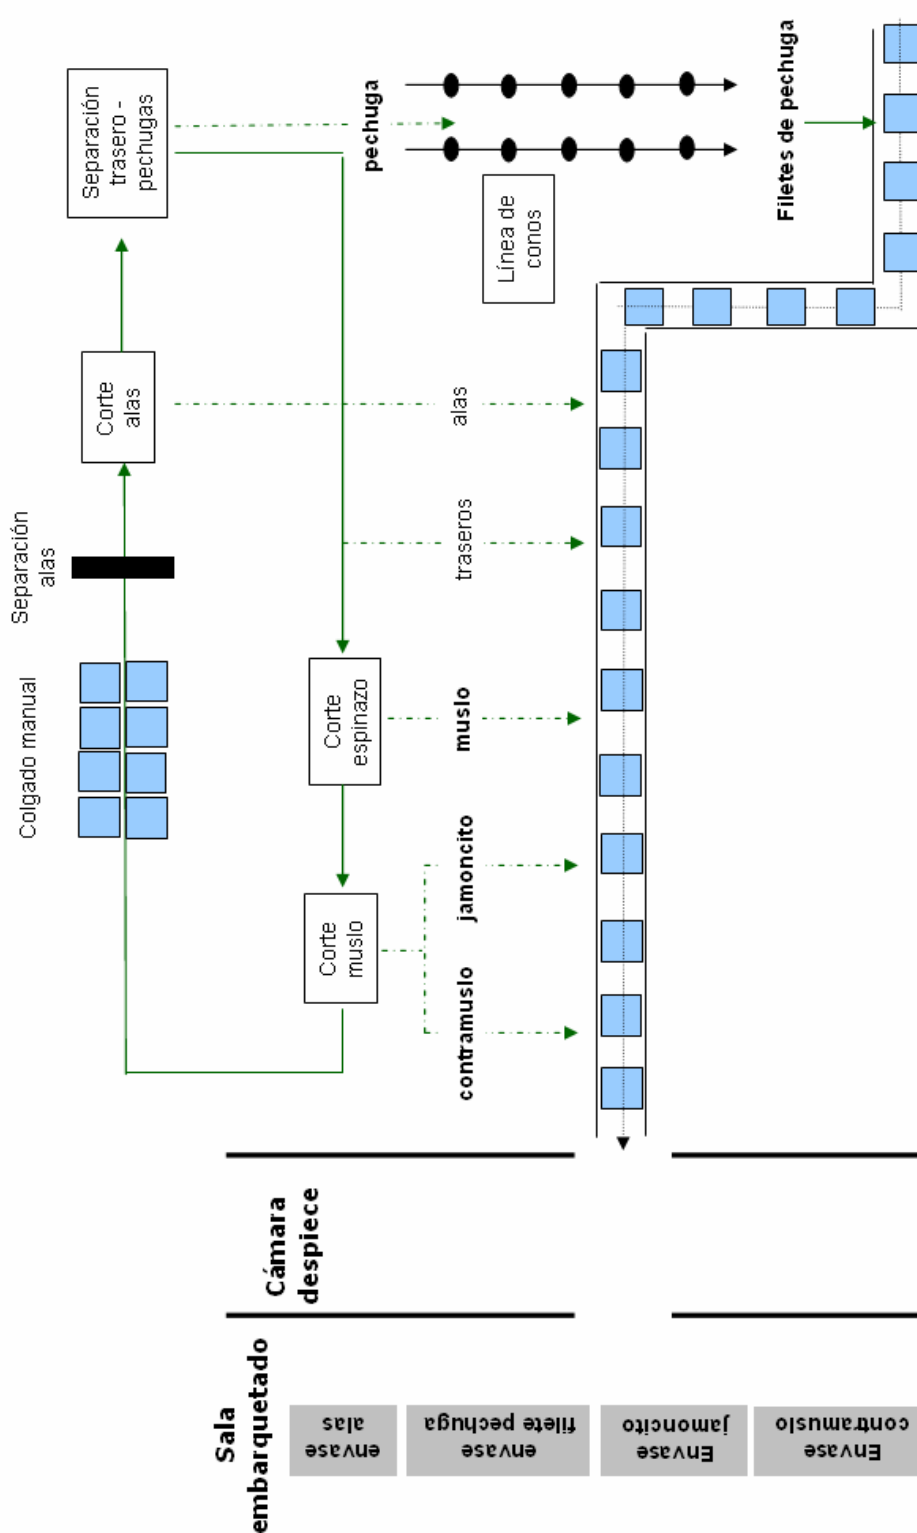 Separación
alas
Colgado manual
Corte
alas
Separación
trasero -
pechugas
Corte
muslo
Corte
espinazo
contramuslo
jamoncito
muslo
traseros
alas
pechuga
Línea de
conos
Filetes de pechuga
Cámara
despiece
Sala
embarquetado
envase
alas
envase
filete pechuga
Envase
jamoncito
Envase
contramuslo